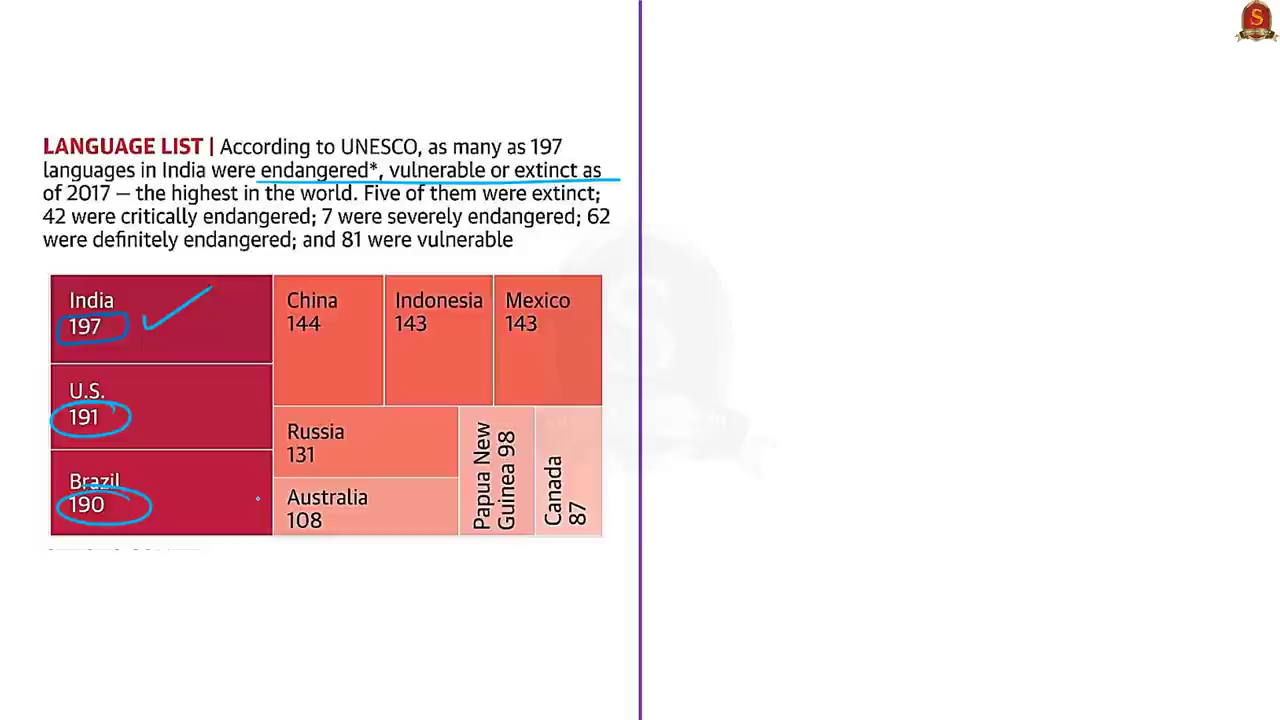 LANGUAGE LIST | According to UNESCO, as many as 197
languages in India were endangered*, vulnerable or extinct as
of 2017 — the highest in the world. Five of them were extinct;
42 were critically endangered; 7 were severely endangered; 62
were definitely endangered; and 81 were vulnerable
India
197
U.S.
191
Brazil
190
China
144
Indonesia
143
Mexico
143
Russia
131
Australia
108
Papua New
Guinea 98
Canada
87
S